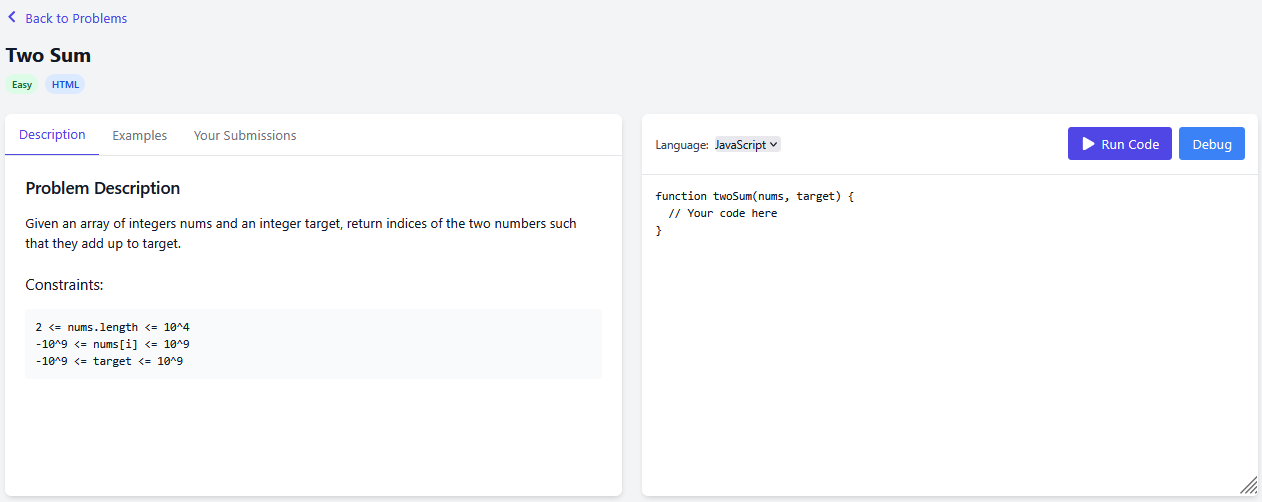 Back to Problems
Two Sum
Easy HTML
Description Examples Your Submissions
Problem Description
Given an array of integers nums and an integer target, return indices of the two numbers such
that they add up to target.
Constraints:
2 <= nums.length <= 10^4
-10^9 <= nums[i] <= 10^9
-10^9 <= target <= 10^9
Language: JavaScript Run Code Debug
function twoSum(nums, target) {
  // Your code here
}